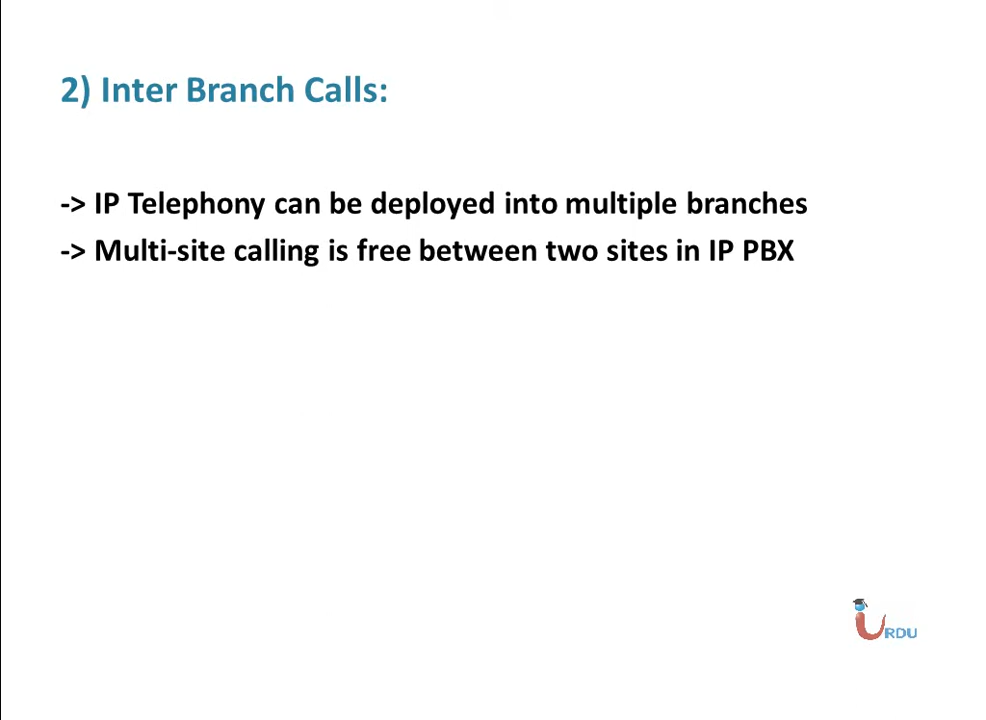 2) Inter Branch Calls:
-> IP Telephony can be deployed into multiple branches
-> Multi-site calling is free between two sites in IP PBX
URDU